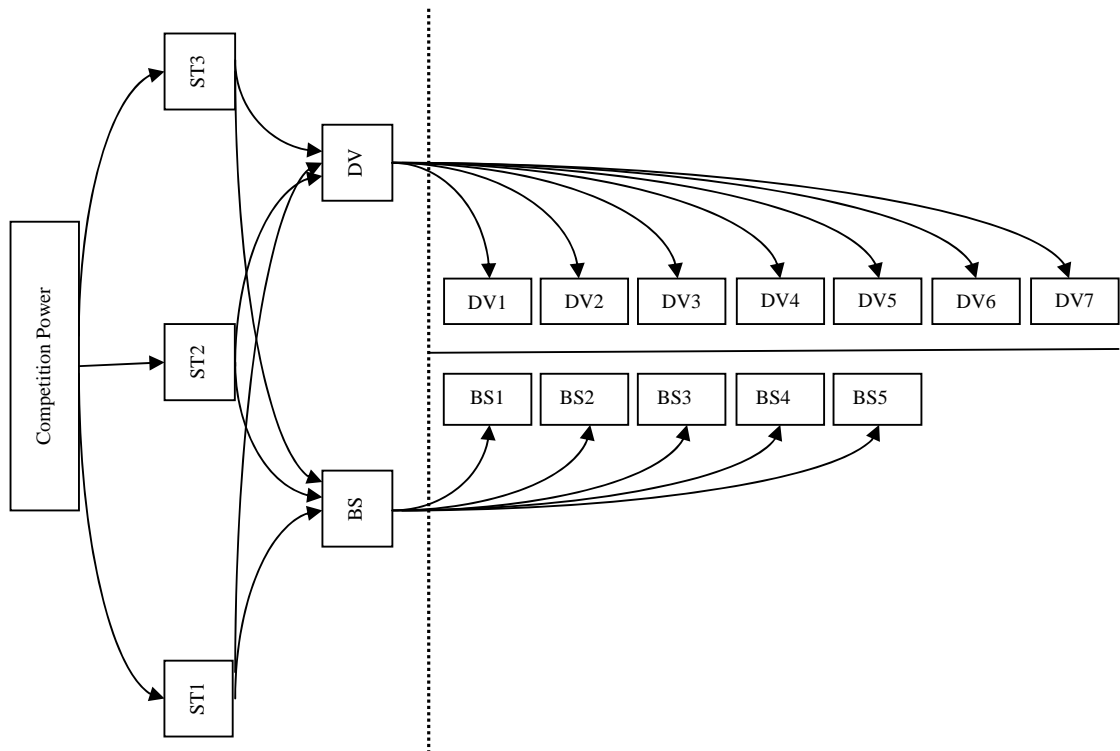 Competition Power
ST3
ST2
ST1
DV
BS
DV1
DV2
DV3
DV4
DV5
DV6
DV7
BS1
BS2
BS3
BS4
BS5